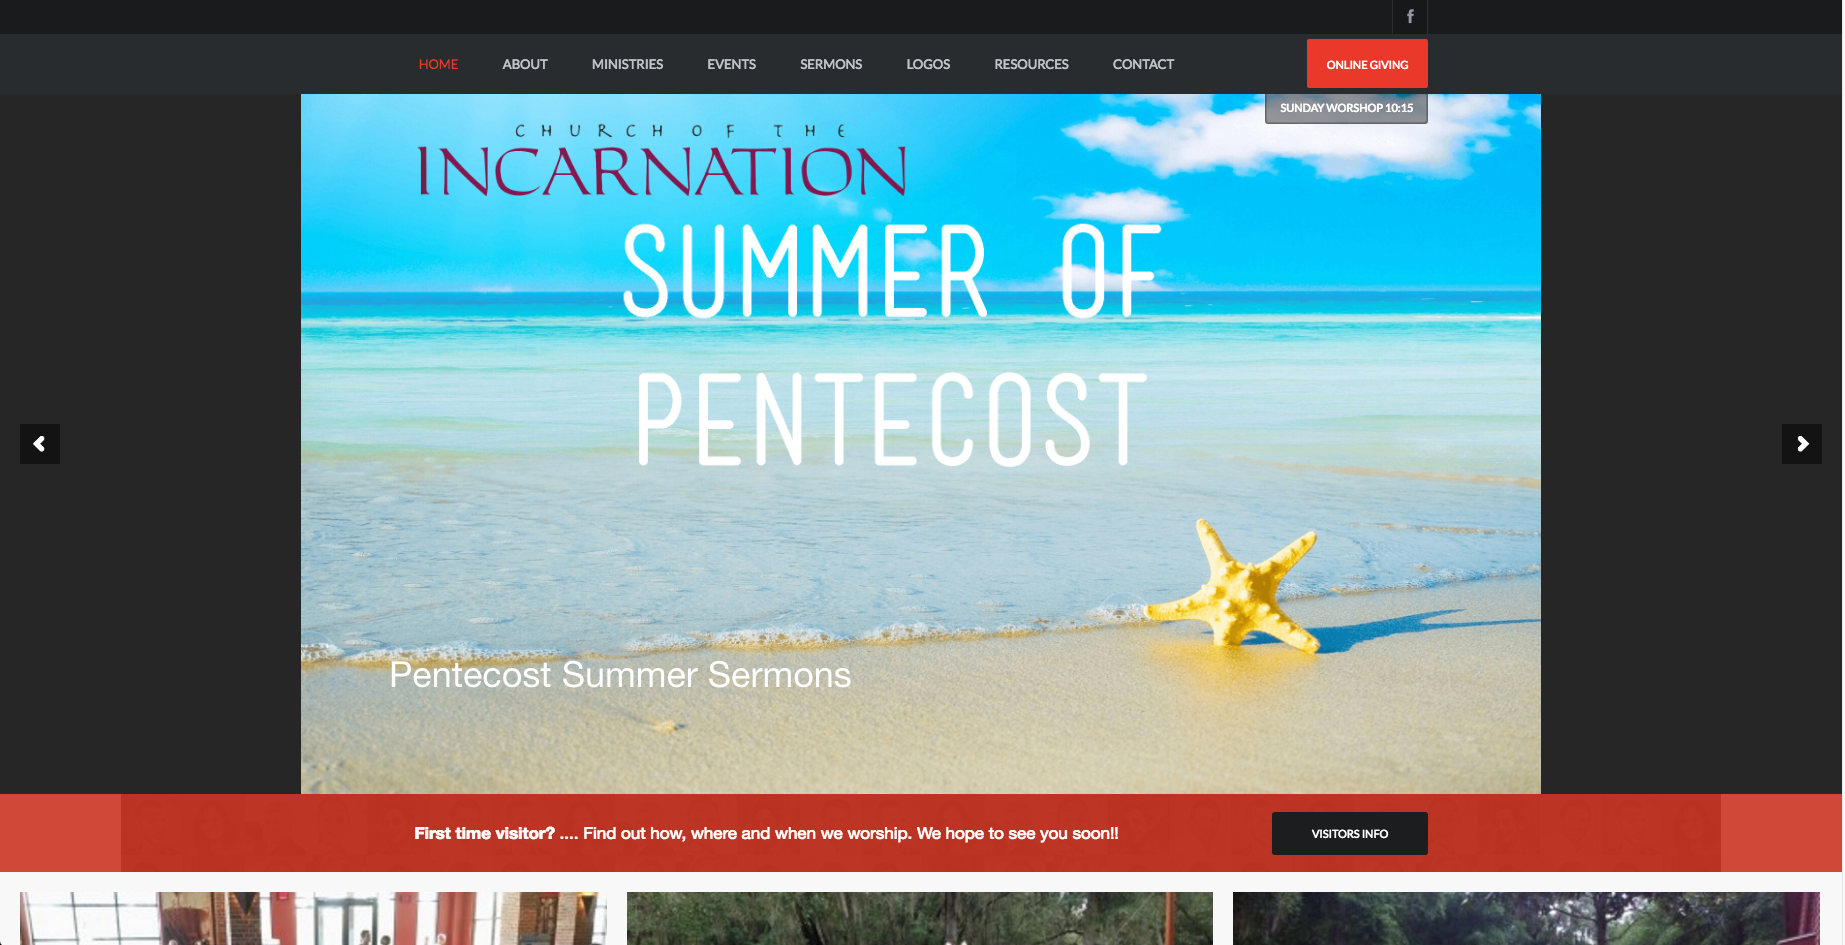 HOME ABOUT MINISTRIES EVENTS SERMONS LOGOS RESOURCES CONTACT ONLINE GIVING
SUNDAY WORSHOP 10:15
CHURCH OF THE
INCARNATION
SUMMER OF
PENTECOST
Pentecost Summer Sermons
First time visitor? .... Find out how, where and when we worship. We hope to see you soon!! VISITORS INFO